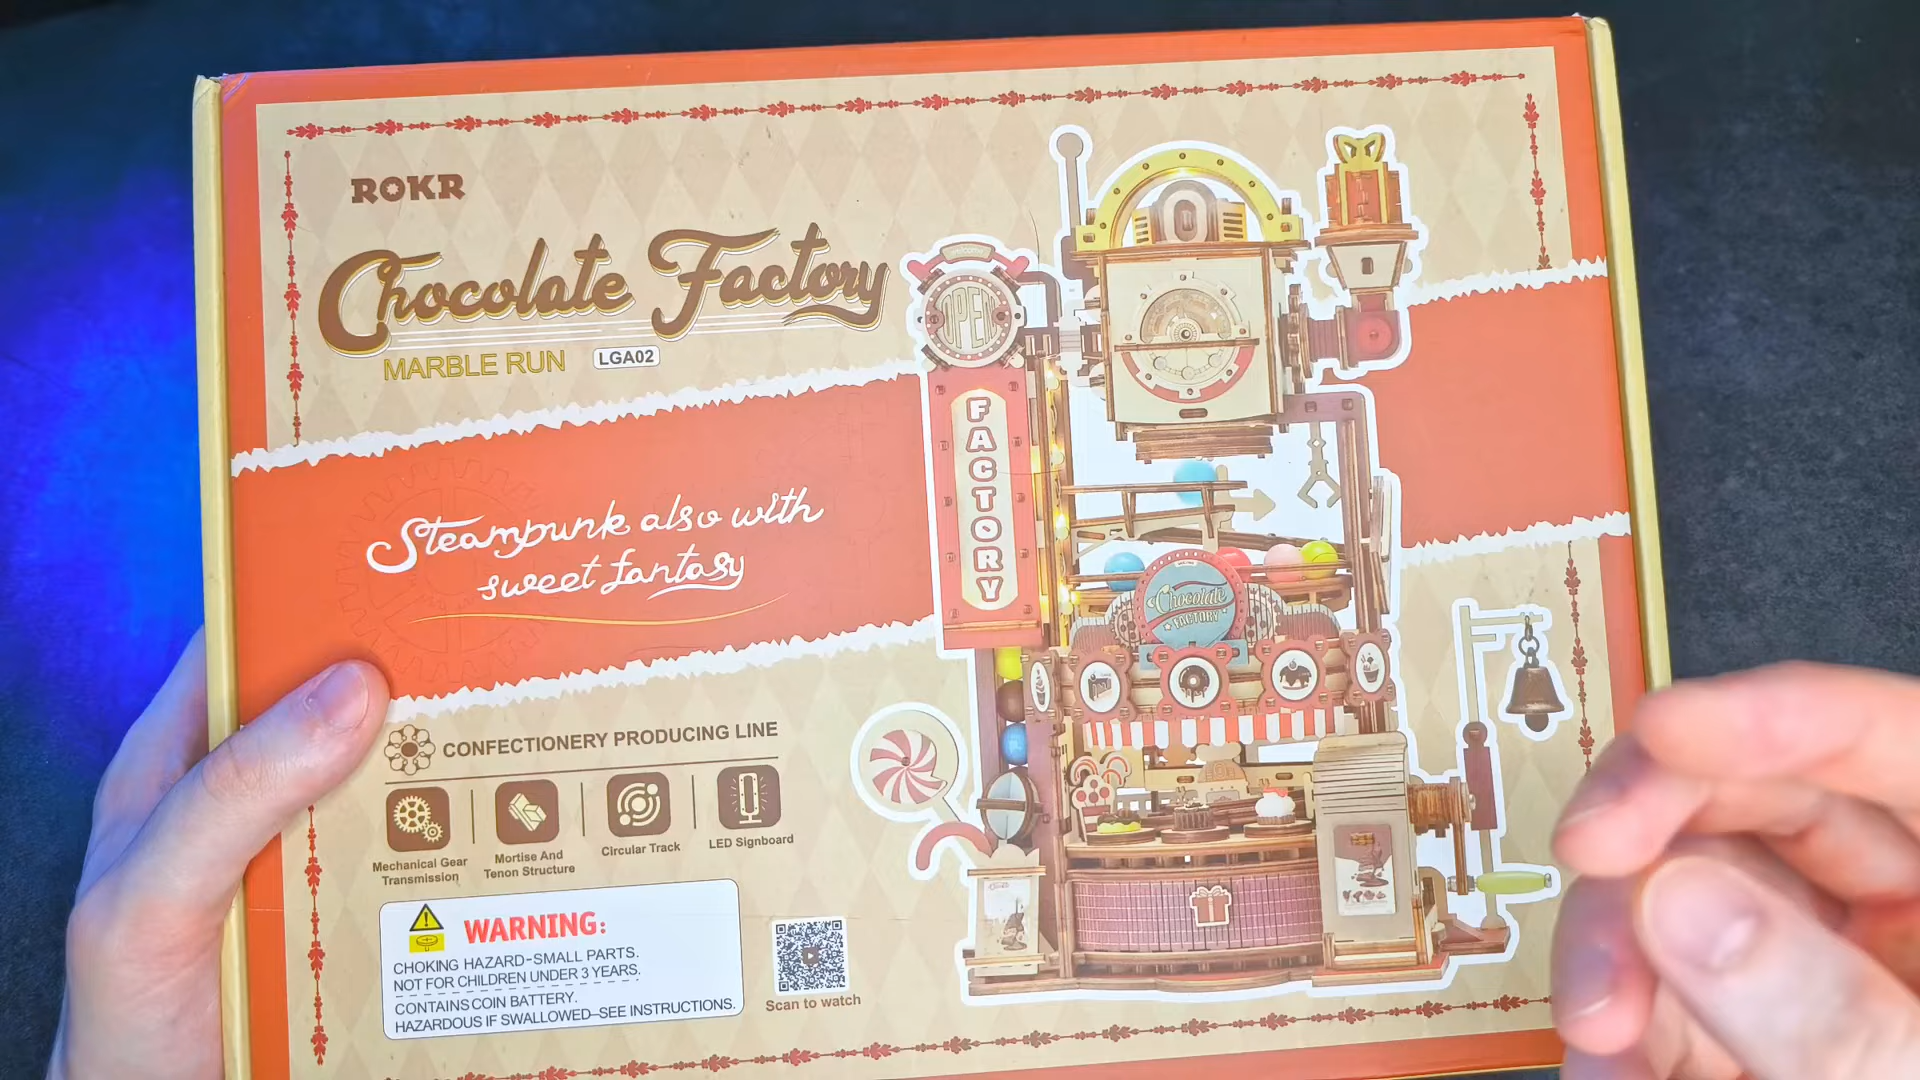 ROKR
Chocolate Factory
MARBLE RUN LGA02
Steampunk also with
sweet fantasy
CONFECTIONERY PRODUCING LINE
Mechanical Gear
Transmission
Mortise And
Tenon Structure
Circular Track
LED Signboard
WARNING:
CHOKING HAZARD-SMALL PARTS.
NOT FOR CHILDREN UNDER 3 YEARS.
CONTAINS COIN BATTERY.
HAZARDOUS IF SWALLOWED-SEE INSTRUCTIONS.
Scan to watch
OPEN
FACTORY
Chocolate
FACTORY